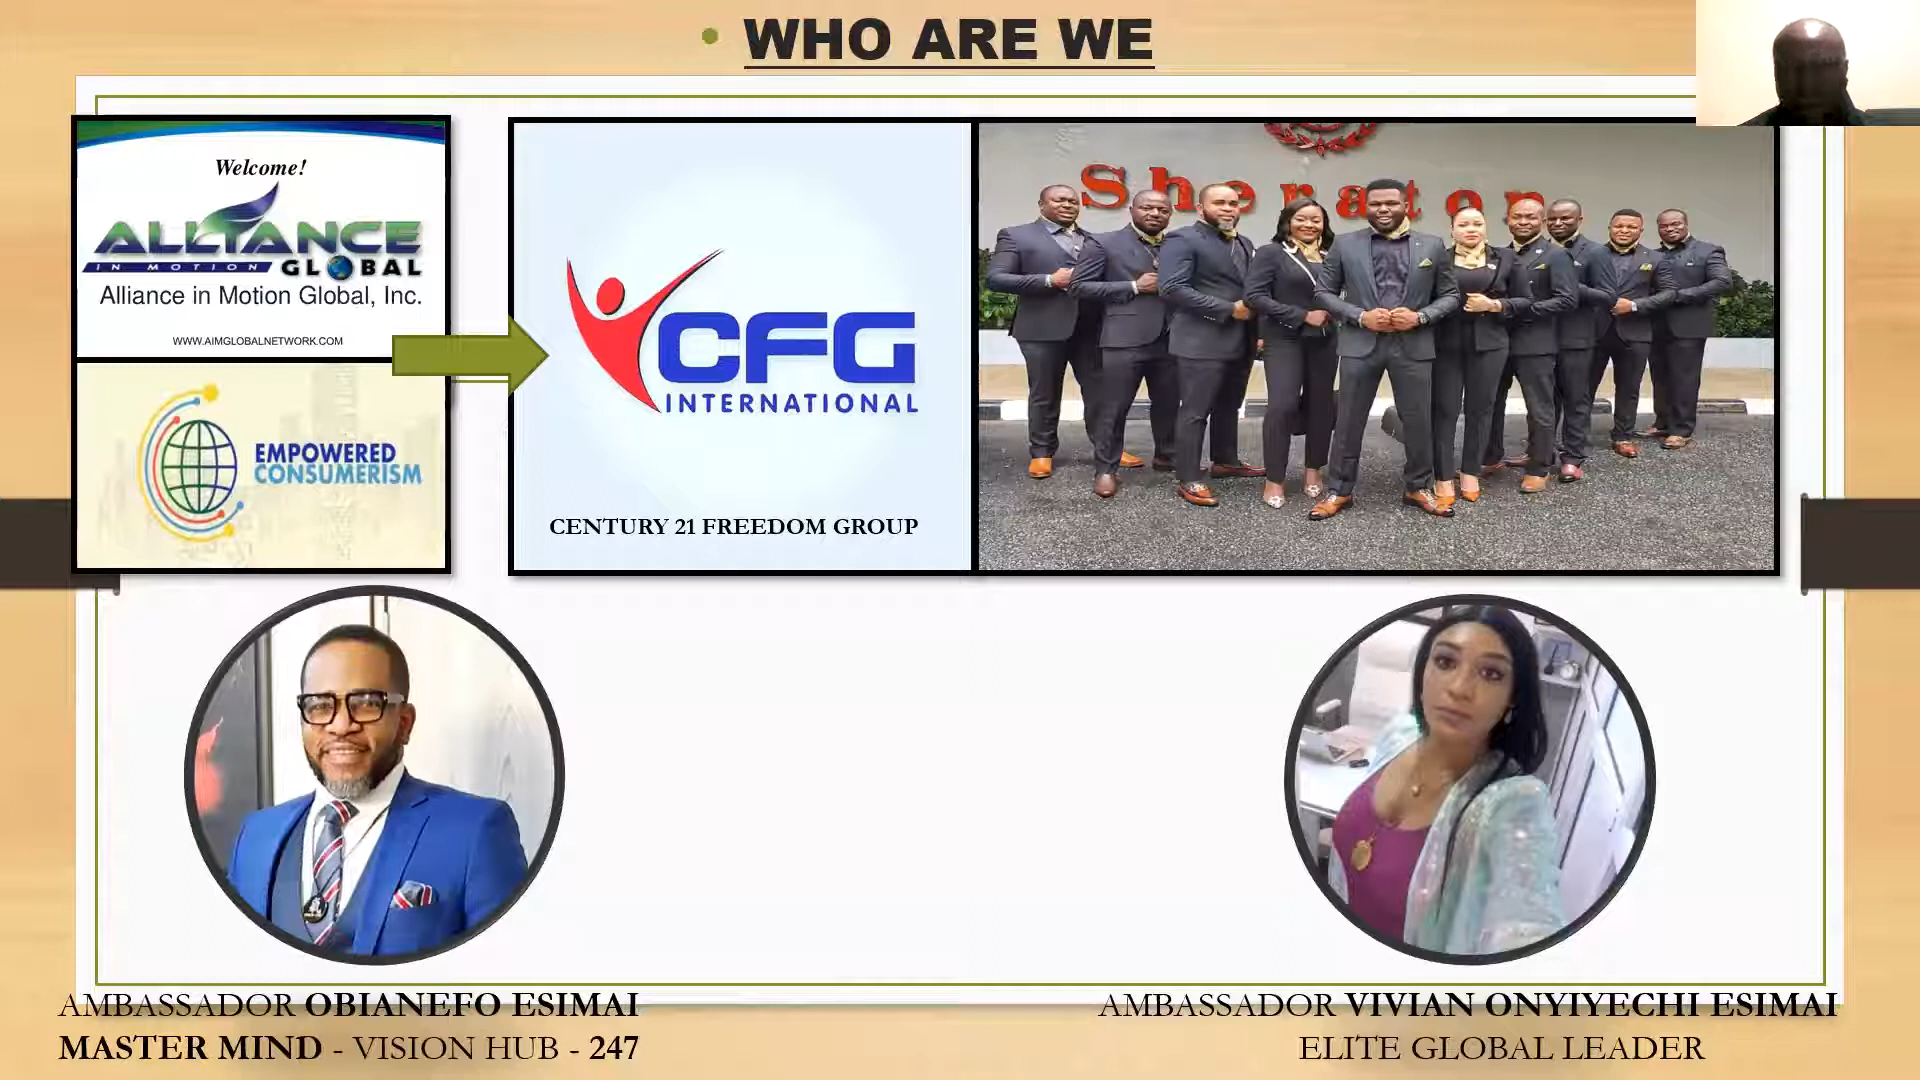 WHO ARE WE
Welcome!
ALLIANCE
IN MOTION GLOBAL
Alliance in Motion Global, Inc.
WWW.AIMGLOBALNETWORK.COM
EMPOWERED
CONSUMERISM
CFG
INTERNATIONAL
CENTURY 21 FREEDOM GROUP
Sheraton
AMBASSADOR OBIANEFO ESIMAI
MASTER MIND - VISION HUB - 247
AMBASSADOR VIVIAN ONYIYECHI ESIMAI
ELITE GLOBAL LEADER